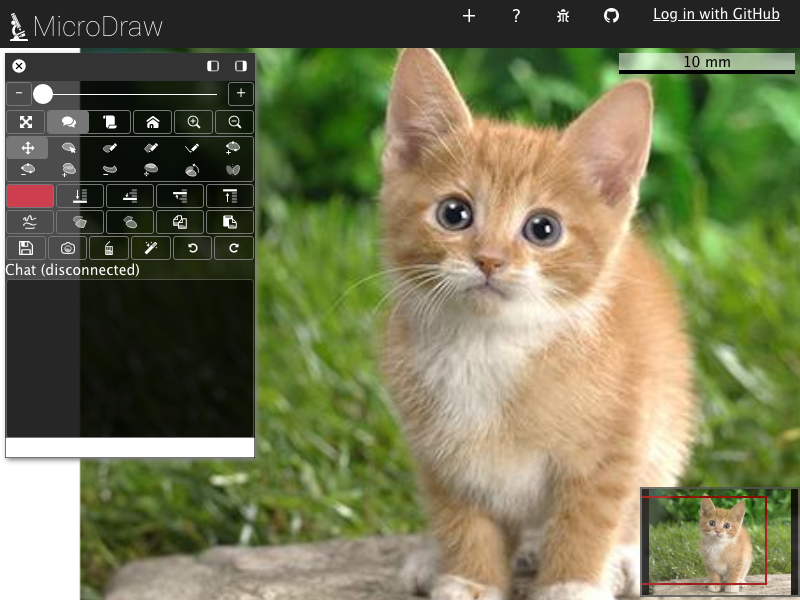 MicroDraw
+
?
Log in with GitHub
10 mm
−
+
Chat (disconnected)